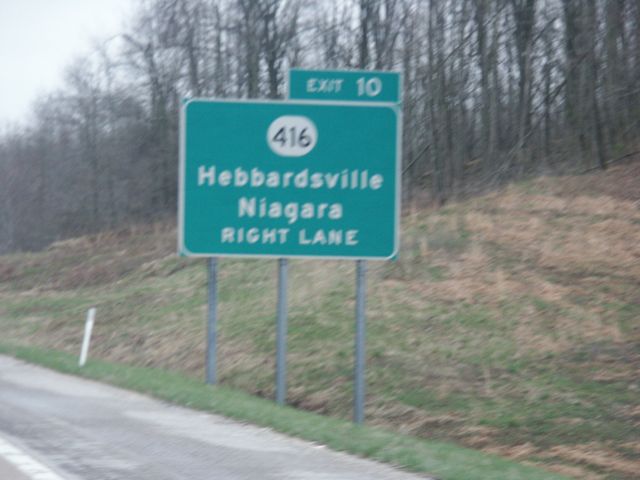 EXIT 10
416
Hebbardsville
Niagara
RIGHT LANE